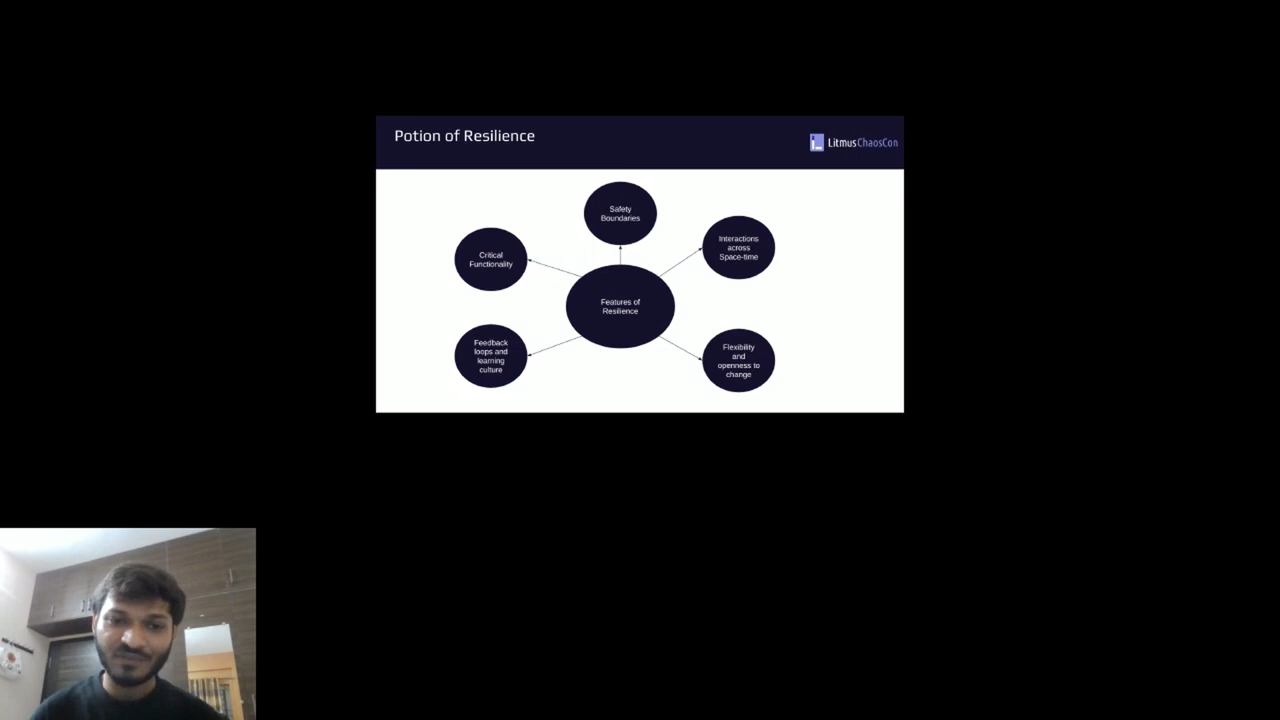 Potion of Resilience
LitmusChaosCon
Safety
Boundaries
Interactions
across
Space-time
Critical
Functionality
Features of
Resilience
Feedback
loops and
learning
culture
Flexibility
and
openness to
change